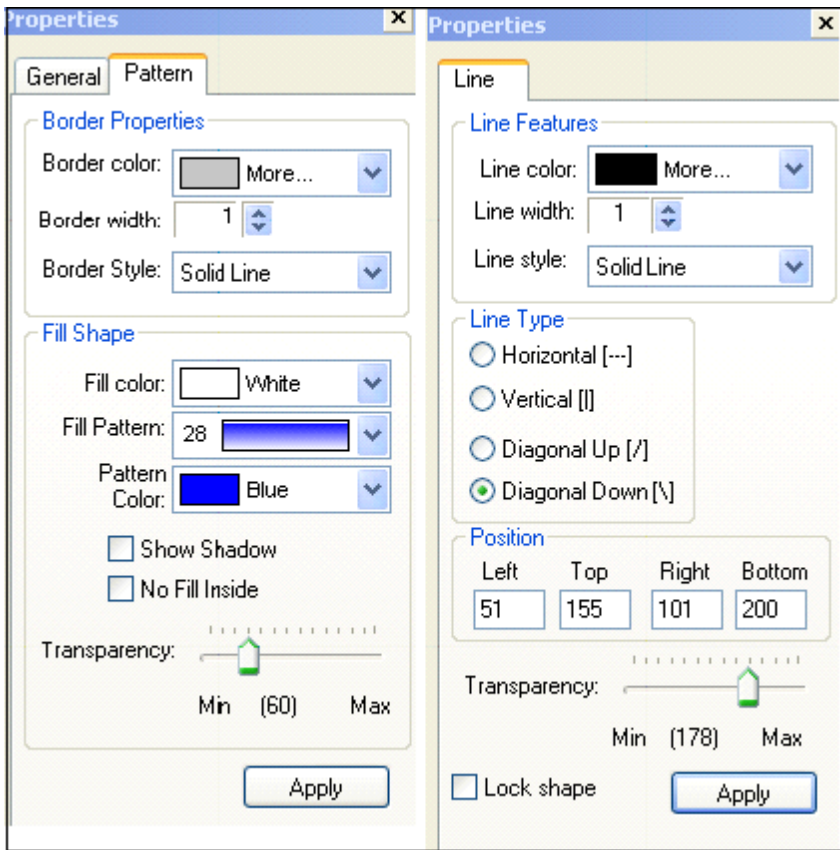 Properties
General Pattern
Border Properties
Border color: More...
Border width: 1
Border Style: Solid Line
Fill Shape
Fill color: White
Fill Pattern: 28
Pattern
Color: Blue
Show Shadow
No Fill Inside
Transparency:
Min (60) Max
Apply
Properties
Line
Line Features
Line color: More...
Line width: 1
Line style: Solid Line
Line Type
Horizontal [---]
Vertical [|]
Diagonal Up [/]
Diagonal Down [\]
Position
Left Top Right Bottom
51 155 101 200
Transparency:
Min (178) Max
Lock shape
Apply